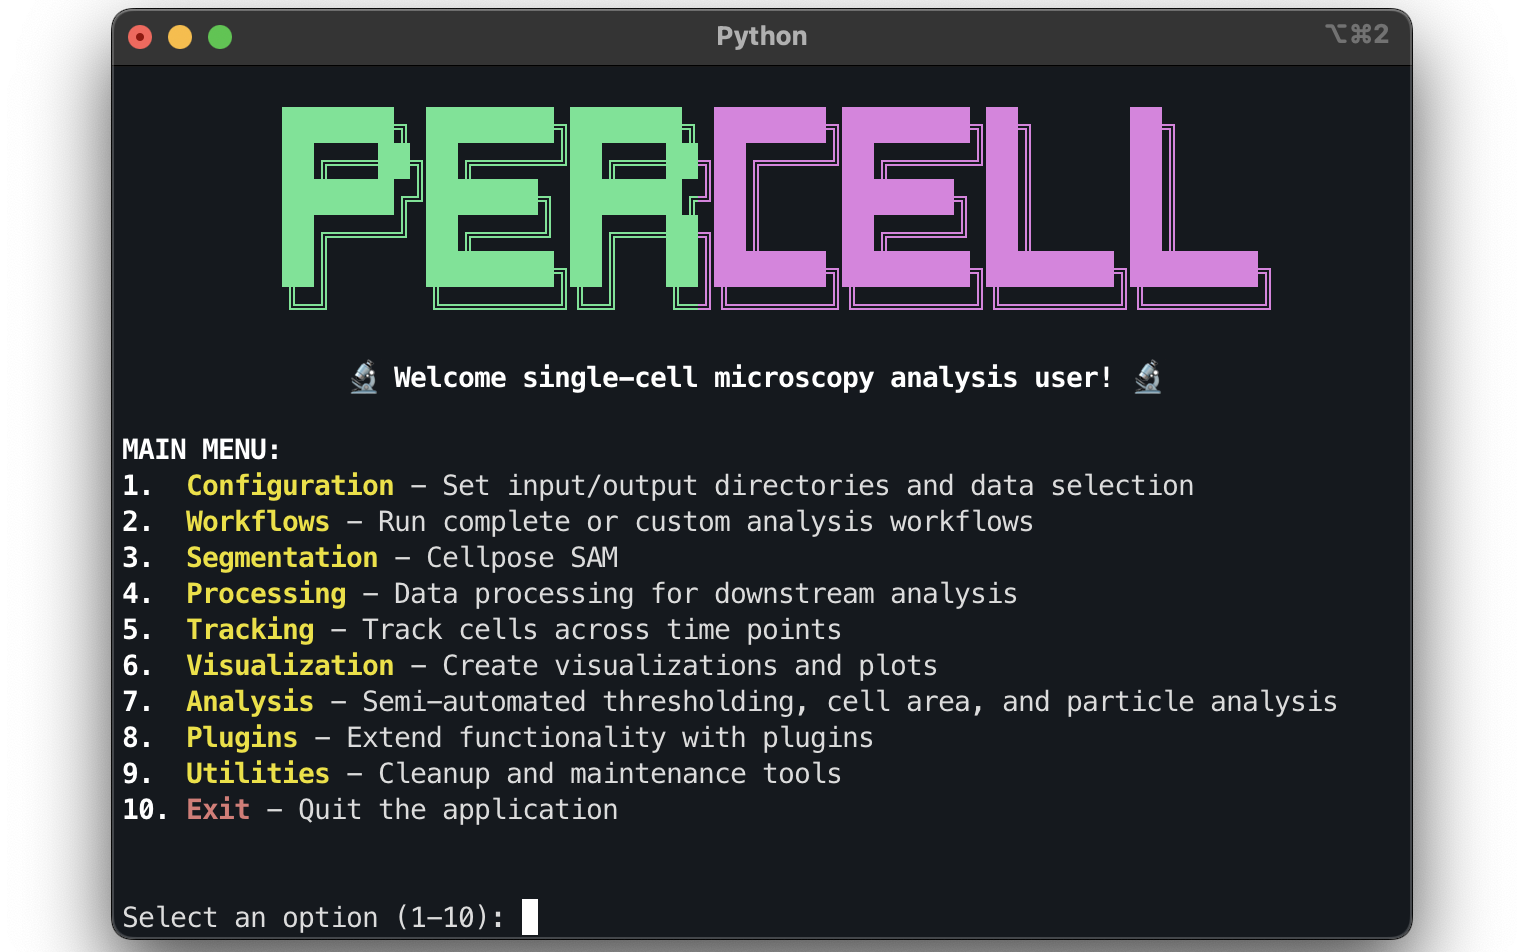 Python
⌥⌘2
PERCELL
🔬 Welcome single-cell microscopy analysis user! 🔬
MAIN MENU:
1. Configuration - Set input/output directories and data selection
2. Workflows - Run complete or custom analysis workflows
3. Segmentation - Cellpose SAM
4. Processing - Data processing for downstream analysis
5. Tracking - Track cells across time points
6. Visualization - Create visualizations and plots
7. Analysis - Semi-automated thresholding, cell area, and particle analysis
8. Plugins - Extend functionality with plugins
9. Utilities - Cleanup and maintenance tools
10. Exit - Quit the application
Select an option (1-10):